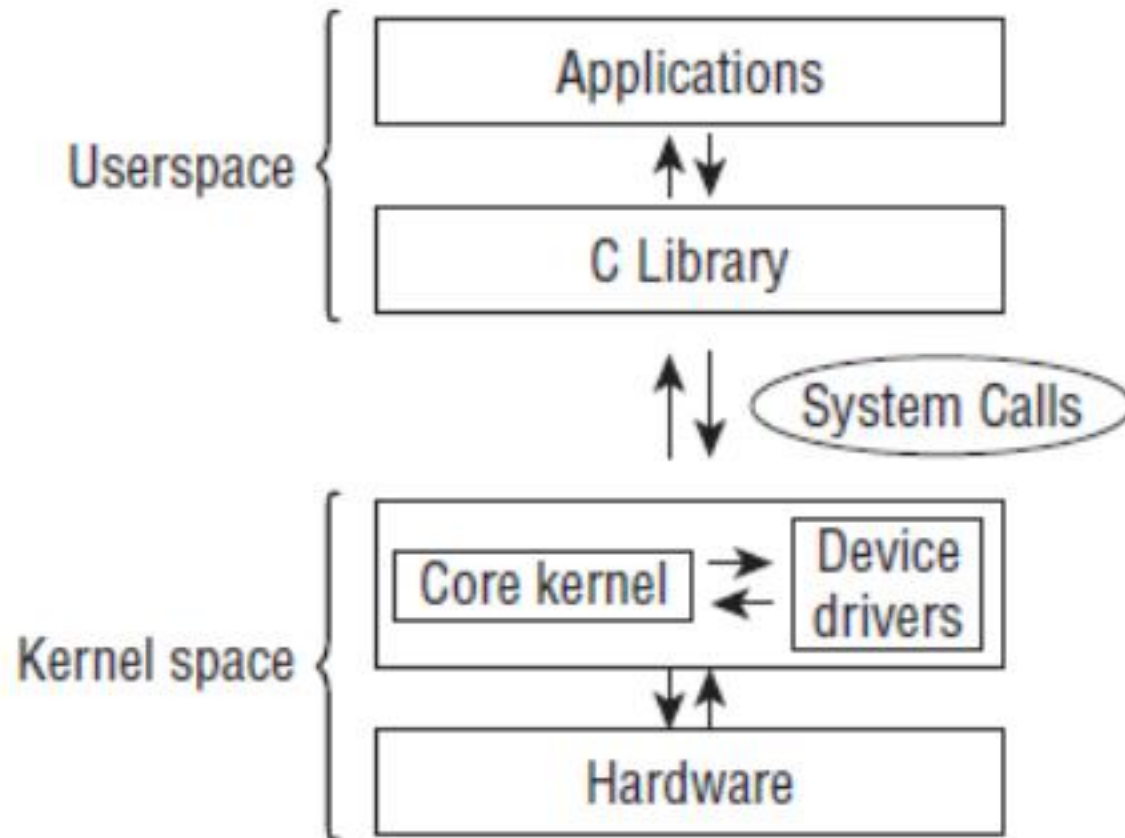 Applications
Userspace
C Library
System Calls
Core kernel
Device
drivers
Kernel space
Hardware